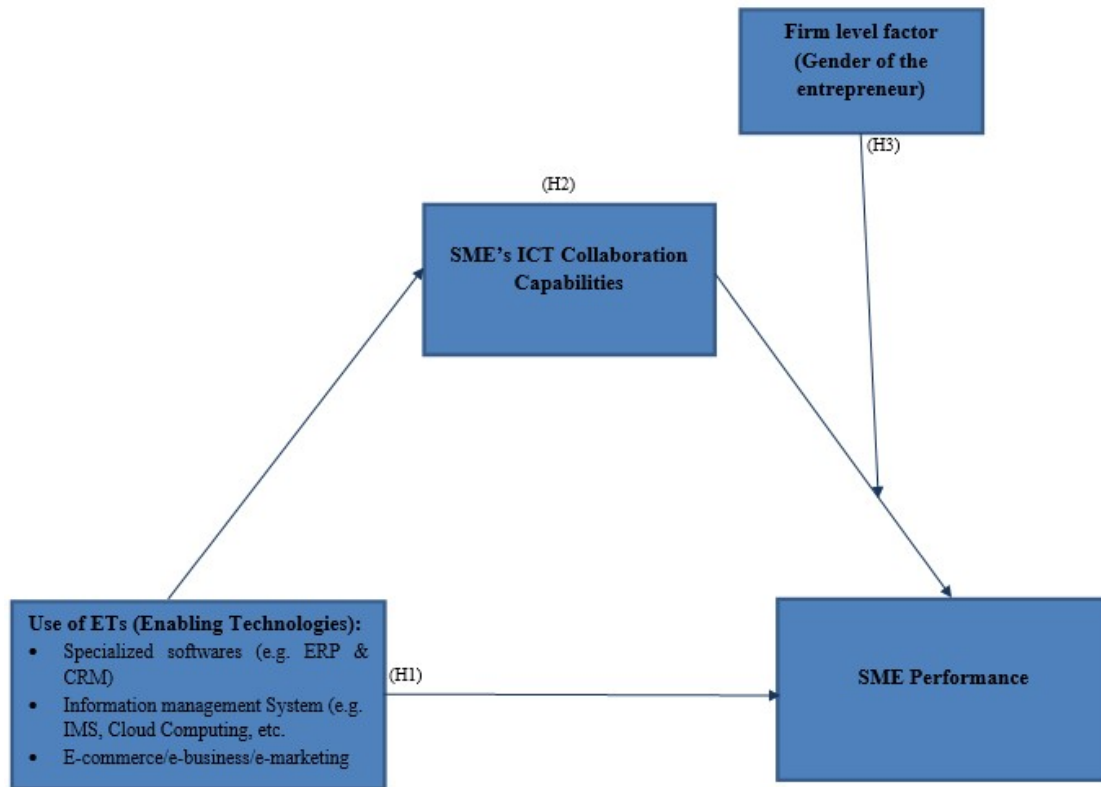 Firm level factor
(Gender of the
entrepreneur)
(H3)
(H2)
SME's ICT Collaboration
Capabilities
Use of ETs (Enabling Technologies):
• Specialized softwares (e.g. ERP &
CRM)
• Information management System (e.g.
IMS, Cloud Computing, etc.
• E-commerce/e-business/e-marketing
(H1)
SME Performance